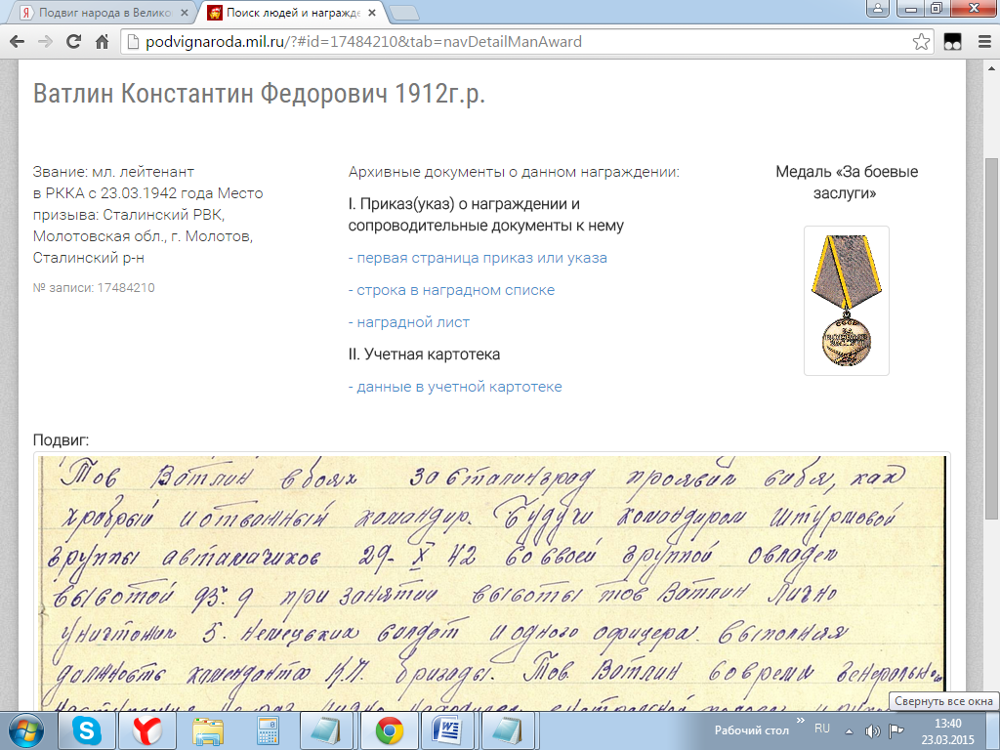 Подвиг народа в Велико
Поиск людей и награжде
podvignaroda.mil.ru/?#id=17484210&tab=navDetailManAward
Ватлин Константин Федорович 1912г.р.
Звание: мл. лейтенант
в РККА с 23.03.1942 года Место
призыва: Сталинский РВК,
Молотовская обл., г. Молотов,
Сталинский р-н
№ записи: 17484210
Архивные документы о данном награждении:
I. Приказ(указ) о награждении и
сопроводительные документы к нему
- первая страница приказ или указа
- строка в наградном списке
- наградной лист
II. Учетная картотека
- данные в учетной картотеке
Медаль «За боевые
заслуги»
Подвиг:
Тов Ватлин в боях за Сталинград проявил себя, как
храбрый и отважный командир. Будучи командиром штурмовой
группы автаматчиков 29-X 42 со своей группой овладел
высотой 95.9 при занятии высоты тов Ватлин лично
уничтожил 5. немецких солдат и одного офицера. Выполняя
должность коменданта К.П. бригады. Тов. Ватлин во время генерального
Свернуть все окна
Рабочий стол
RU
13:40
23.03.2015